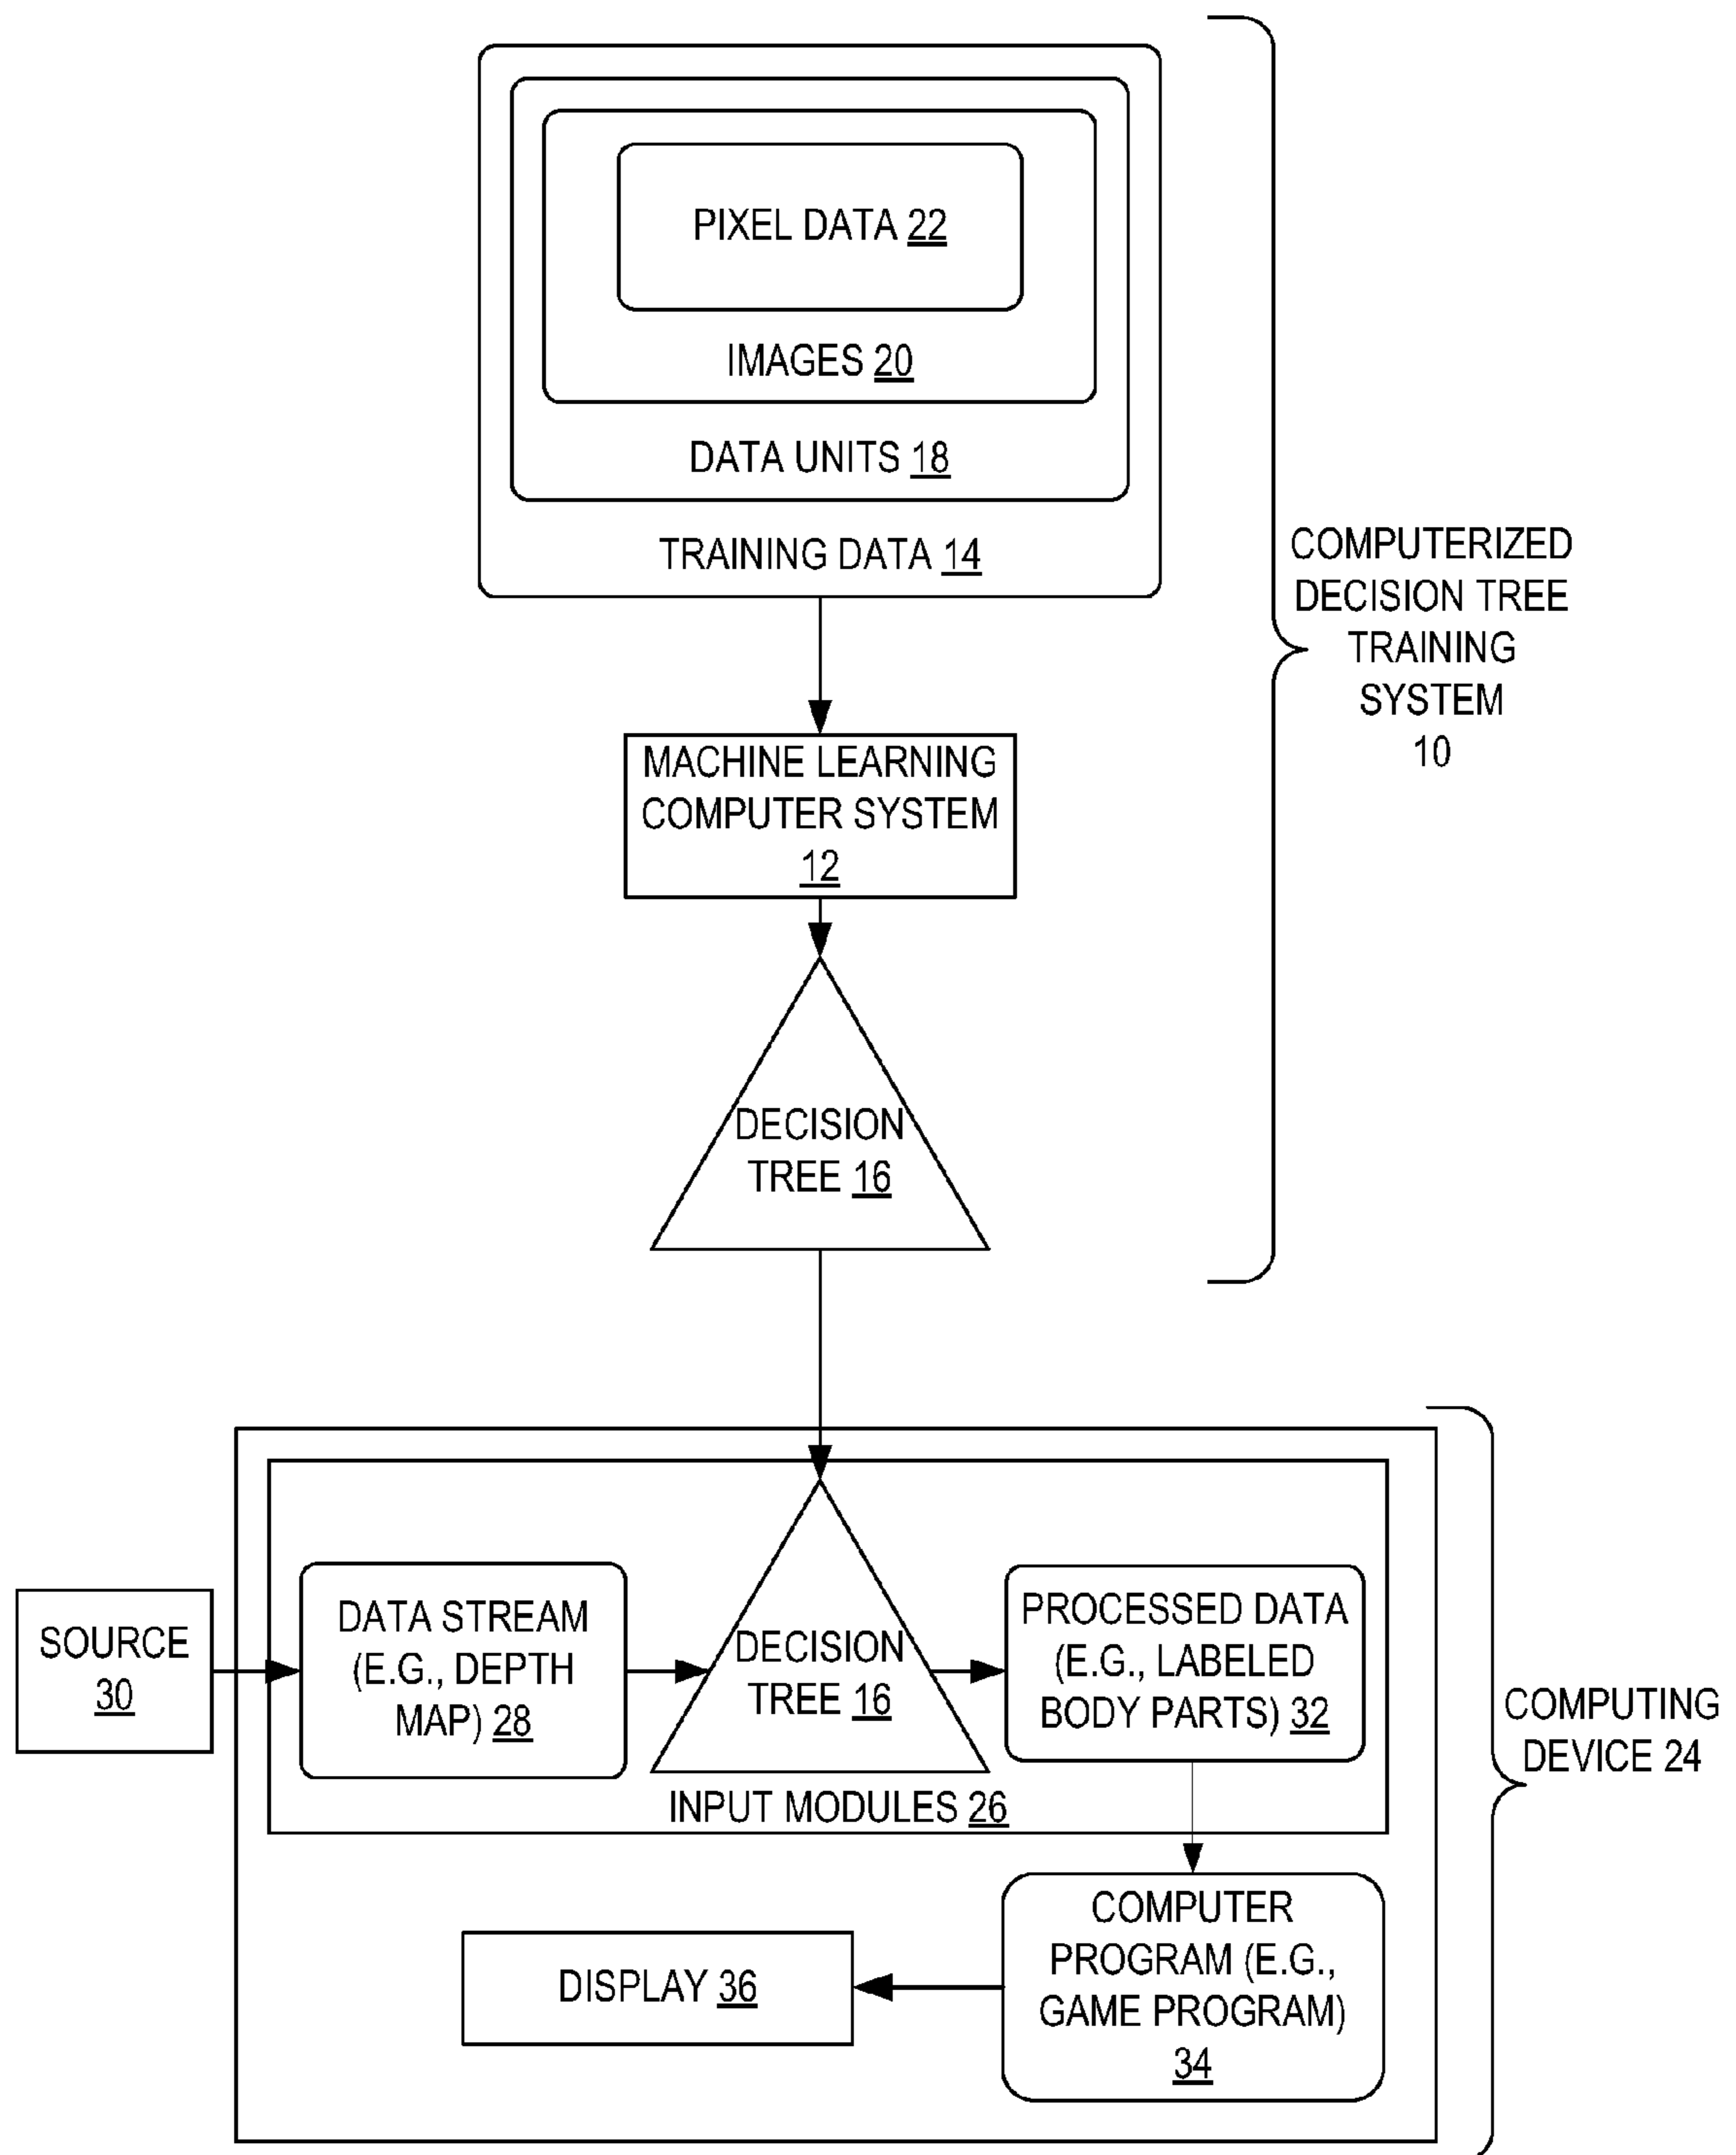 PIXEL DATA 22
IMAGES 20
DATA UNITS 18
TRAINING DATA 14
COMPUTERIZED
DECISION TREE
TRAINING
SYSTEM
10
MACHINE LEARNING
COMPUTER SYSTEM
12
DECISION
TREE 16
SOURCE
30
DATA STREAM
(E.G., DEPTH
MAP) 28
DECISION
TREE 16
PROCESSED DATA
(E.G., LABELED
BODY PARTS) 32
INPUT MODULES 26
COMPUTING
DEVICE 24
COMPUTER
PROGRAM (E.G.,
GAME PROGRAM)
34
DISPLAY 36